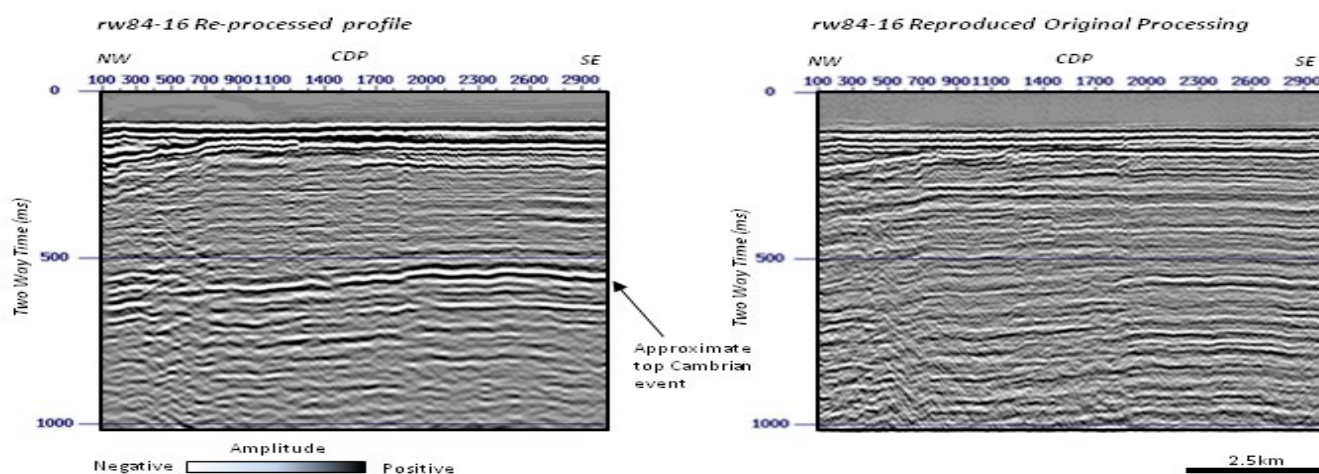 rw84-16 Re-processed profile
NW CDP SE
100 300 500 700 900 1100 1400 1700 2000 2300 2600 2900
0
500
1000
Two Way Time (ms)
Approximate
top Cambrian
event
Amplitude
Negative Positive
rw84-16 Reproduced Original Processing
NW CDP SE
100 300 500 700 900 1100 1400 1700 2000 2300 2600 2900
0
500
1000
Two Way Time (ms)
2.5km